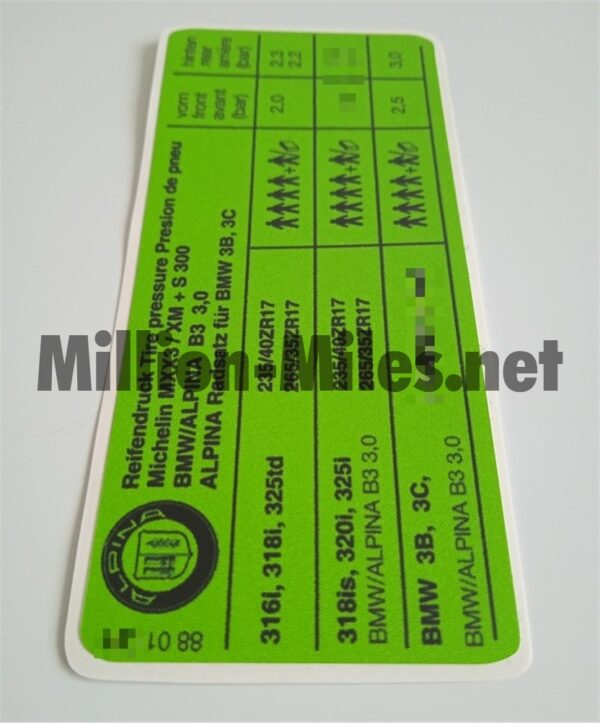 Reifendruck Tire pressure Presion de pneu
Michelin MXX3 / XM + S 300
BMW/ALPINA B3 3,0
ALPINA Radsatz für BMW 3B, 3C
vorn front avant (bar)
hinten rear arriere (bar)
ALPINA
316i, 318i, 325td
235/40ZR17
265/35ZR17
2.0
2.3
2.2
318is, 320i, 325i
BMW/ALPINA B3 3,0
235/40ZR17
265/35ZR17
BMW 3B, 3C,
BMW/ALPINA B3 3,0
2,5
3,0
88 01
Million-Miles.net